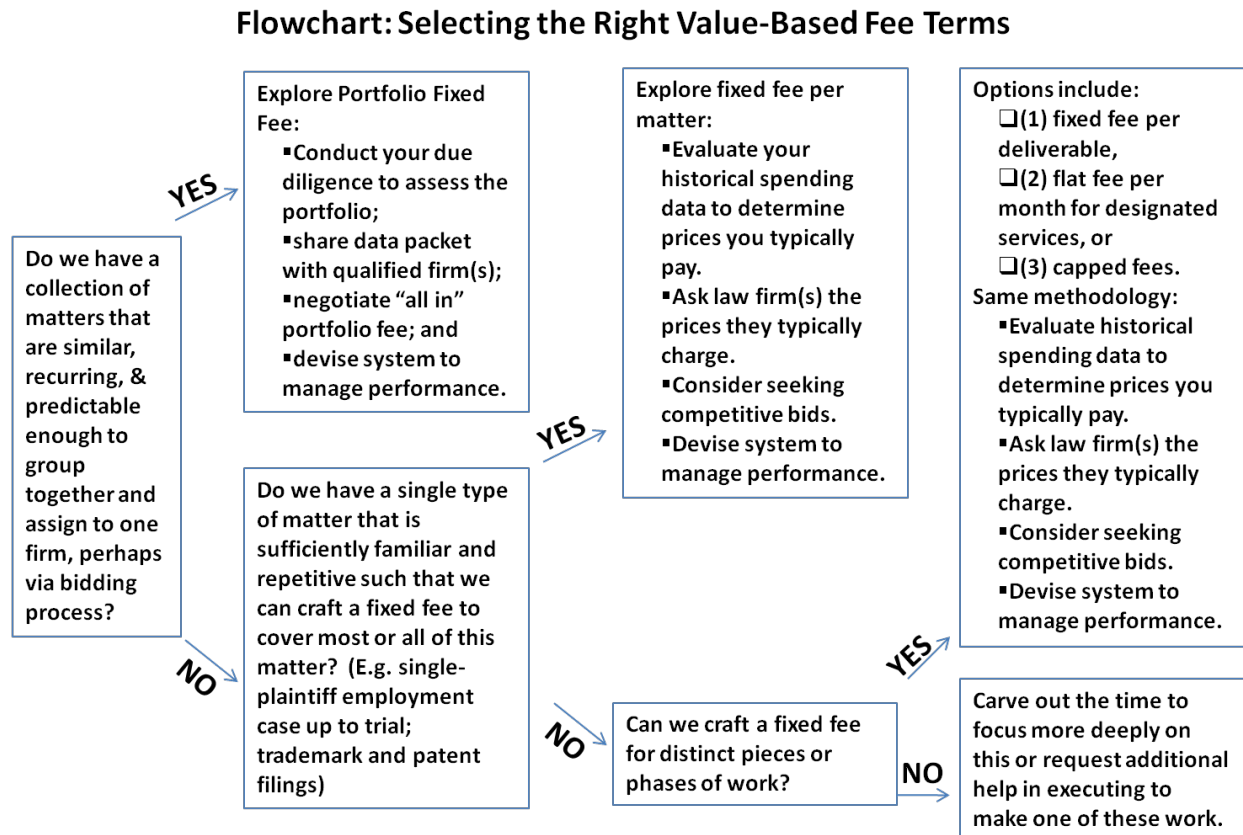 Flowchart: Selecting the Right Value-Based Fee Terms
Do we have a
collection of
matters that
are similar,
recurring, &
predictable
enough to
group
together and
assign to one
firm, perhaps
via bidding
process?
YES
Explore Portfolio Fixed
Fee:
▪Conduct your due
diligence to assess the
portfolio;
▪share data packet
with qualified firm(s);
▪negotiate “all in”
portfolio fee; and
▪devise system to
manage performance.
NO
Do we have a single type
of matter that is
sufficiently familiar and
repetitive such that we
can craft a fixed fee to
cover most or all of this
matter?  (E.g. single-
plaintiff employment
case up to trial;
trademark and patent
filings)
YES
Explore fixed fee per
matter:
▪Evaluate your
historical spending
data to determine
prices you typically
pay.
▪Ask law firm(s) the
prices they typically
charge.
▪Consider seeking
competitive bids.
▪Devise system to
manage performance.
NO
Can we craft a fixed fee
for distinct pieces or
phases of work?
YES
Options include:
❑(1) fixed fee per
deliverable,
❑(2) flat fee per
month for designated
services, or
❑(3) capped fees.
Same methodology:
▪Evaluate historical
spending data to
determine prices you
typically pay.
▪Ask law firm(s) the
prices they typically
charge.
▪Consider seeking
competitive bids.
▪Devise system to
manage performance.
NO
Carve out the time to
focus more deeply on
this or request additional
help in executing to
make one of these work.